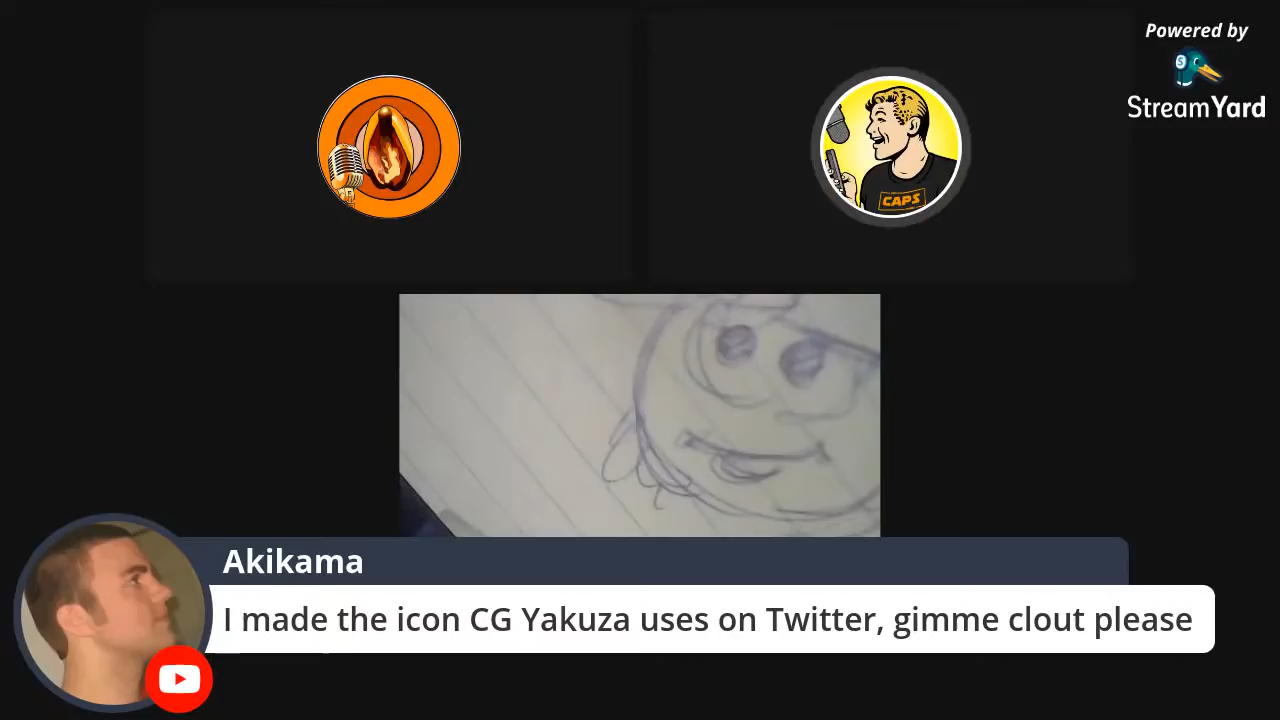 Powered by
StreamYard
CAPS
Akikama
I made the icon CG Yakuza uses on Twitter, gimme clout please